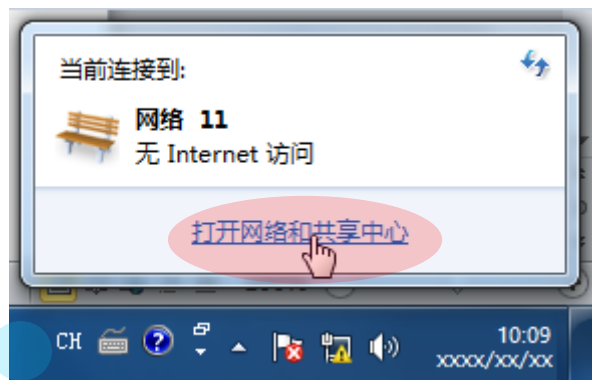 当前连接到:
网络 11
无 Internet 访问
打开网络和共享中心
CH
10:09
xxxx/xx/xx